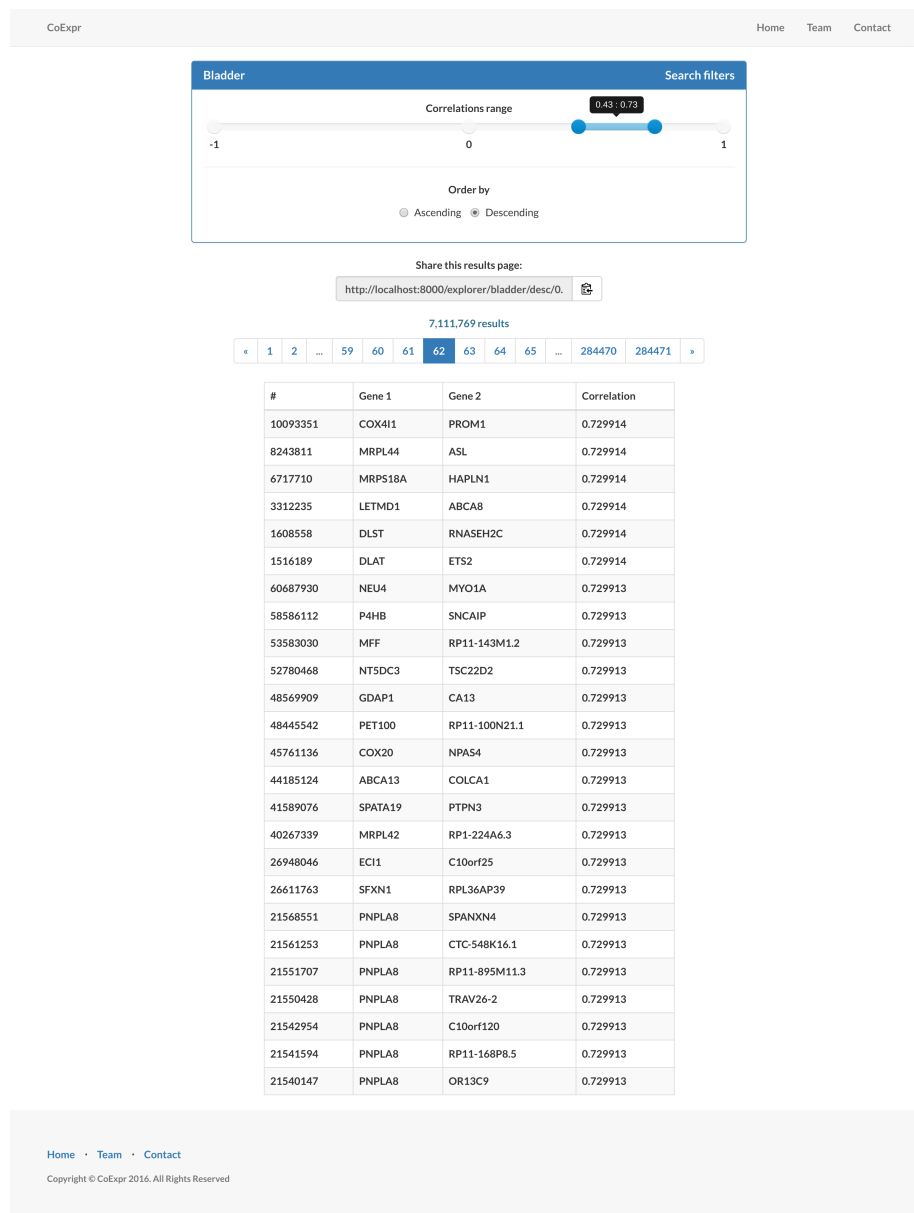 CoExpr Home Team Contact
Bladder Search filters
Correlations range
0.43 : 0.73
-1 0 1
Order by
Ascending Descending
Share this results page:
http://localhost:8000/explorer/bladder/desc/0.
7,111,769 results
« 1 2 ... 59 60 61 62 63 64 65 ... 284470 284471 »
# Gene 1 Gene 2 Correlation
10093351 COX4I1 PROM1 0.729914
8243811 MRPL44 ASL 0.729914
6717710 MRPS18A HAPLN1 0.729914
3312235 LETMD1 ABCA8 0.729914
1608558 DLST RNASEH2C 0.729914
1516189 DLAT ETS2 0.729914
60687930 NEU4 MYO1A 0.729913
58586112 P4HB SNCAIP 0.729913
53583030 MFF RP11-143M1.2 0.729913
52780468 NT5DC3 TSC22D2 0.729913
48569909 GDAP1 CA13 0.729913
48445542 PET100 RP11-100N21.1 0.729913
45761136 COX20 NPAS4 0.729913
44185124 ABCA13 COLCA1 0.729913
41589076 SPATA19 PTPN3 0.729913
40267339 MRPL42 RP1-224A6.3 0.729913
26948046 ECI1 C10orf25 0.729913
26611763 SFXN1 RPL36AP39 0.729913
21568551 PNPLA8 SPANXN4 0.729913
21561253 PNPLA8 CTC-548K16.1 0.729913
21551707 PNPLA8 RP11-895M11.3 0.729913
21550428 PNPLA8 TRAV26-2 0.729913
21542954 PNPLA8 C10orf120 0.729913
21541594 PNPLA8 RP11-168P8.5 0.729913
21540147 PNPLA8 OR13C9 0.729913
Home · Team · Contact
Copyright © CoExpr 2016. All Rights Reserved